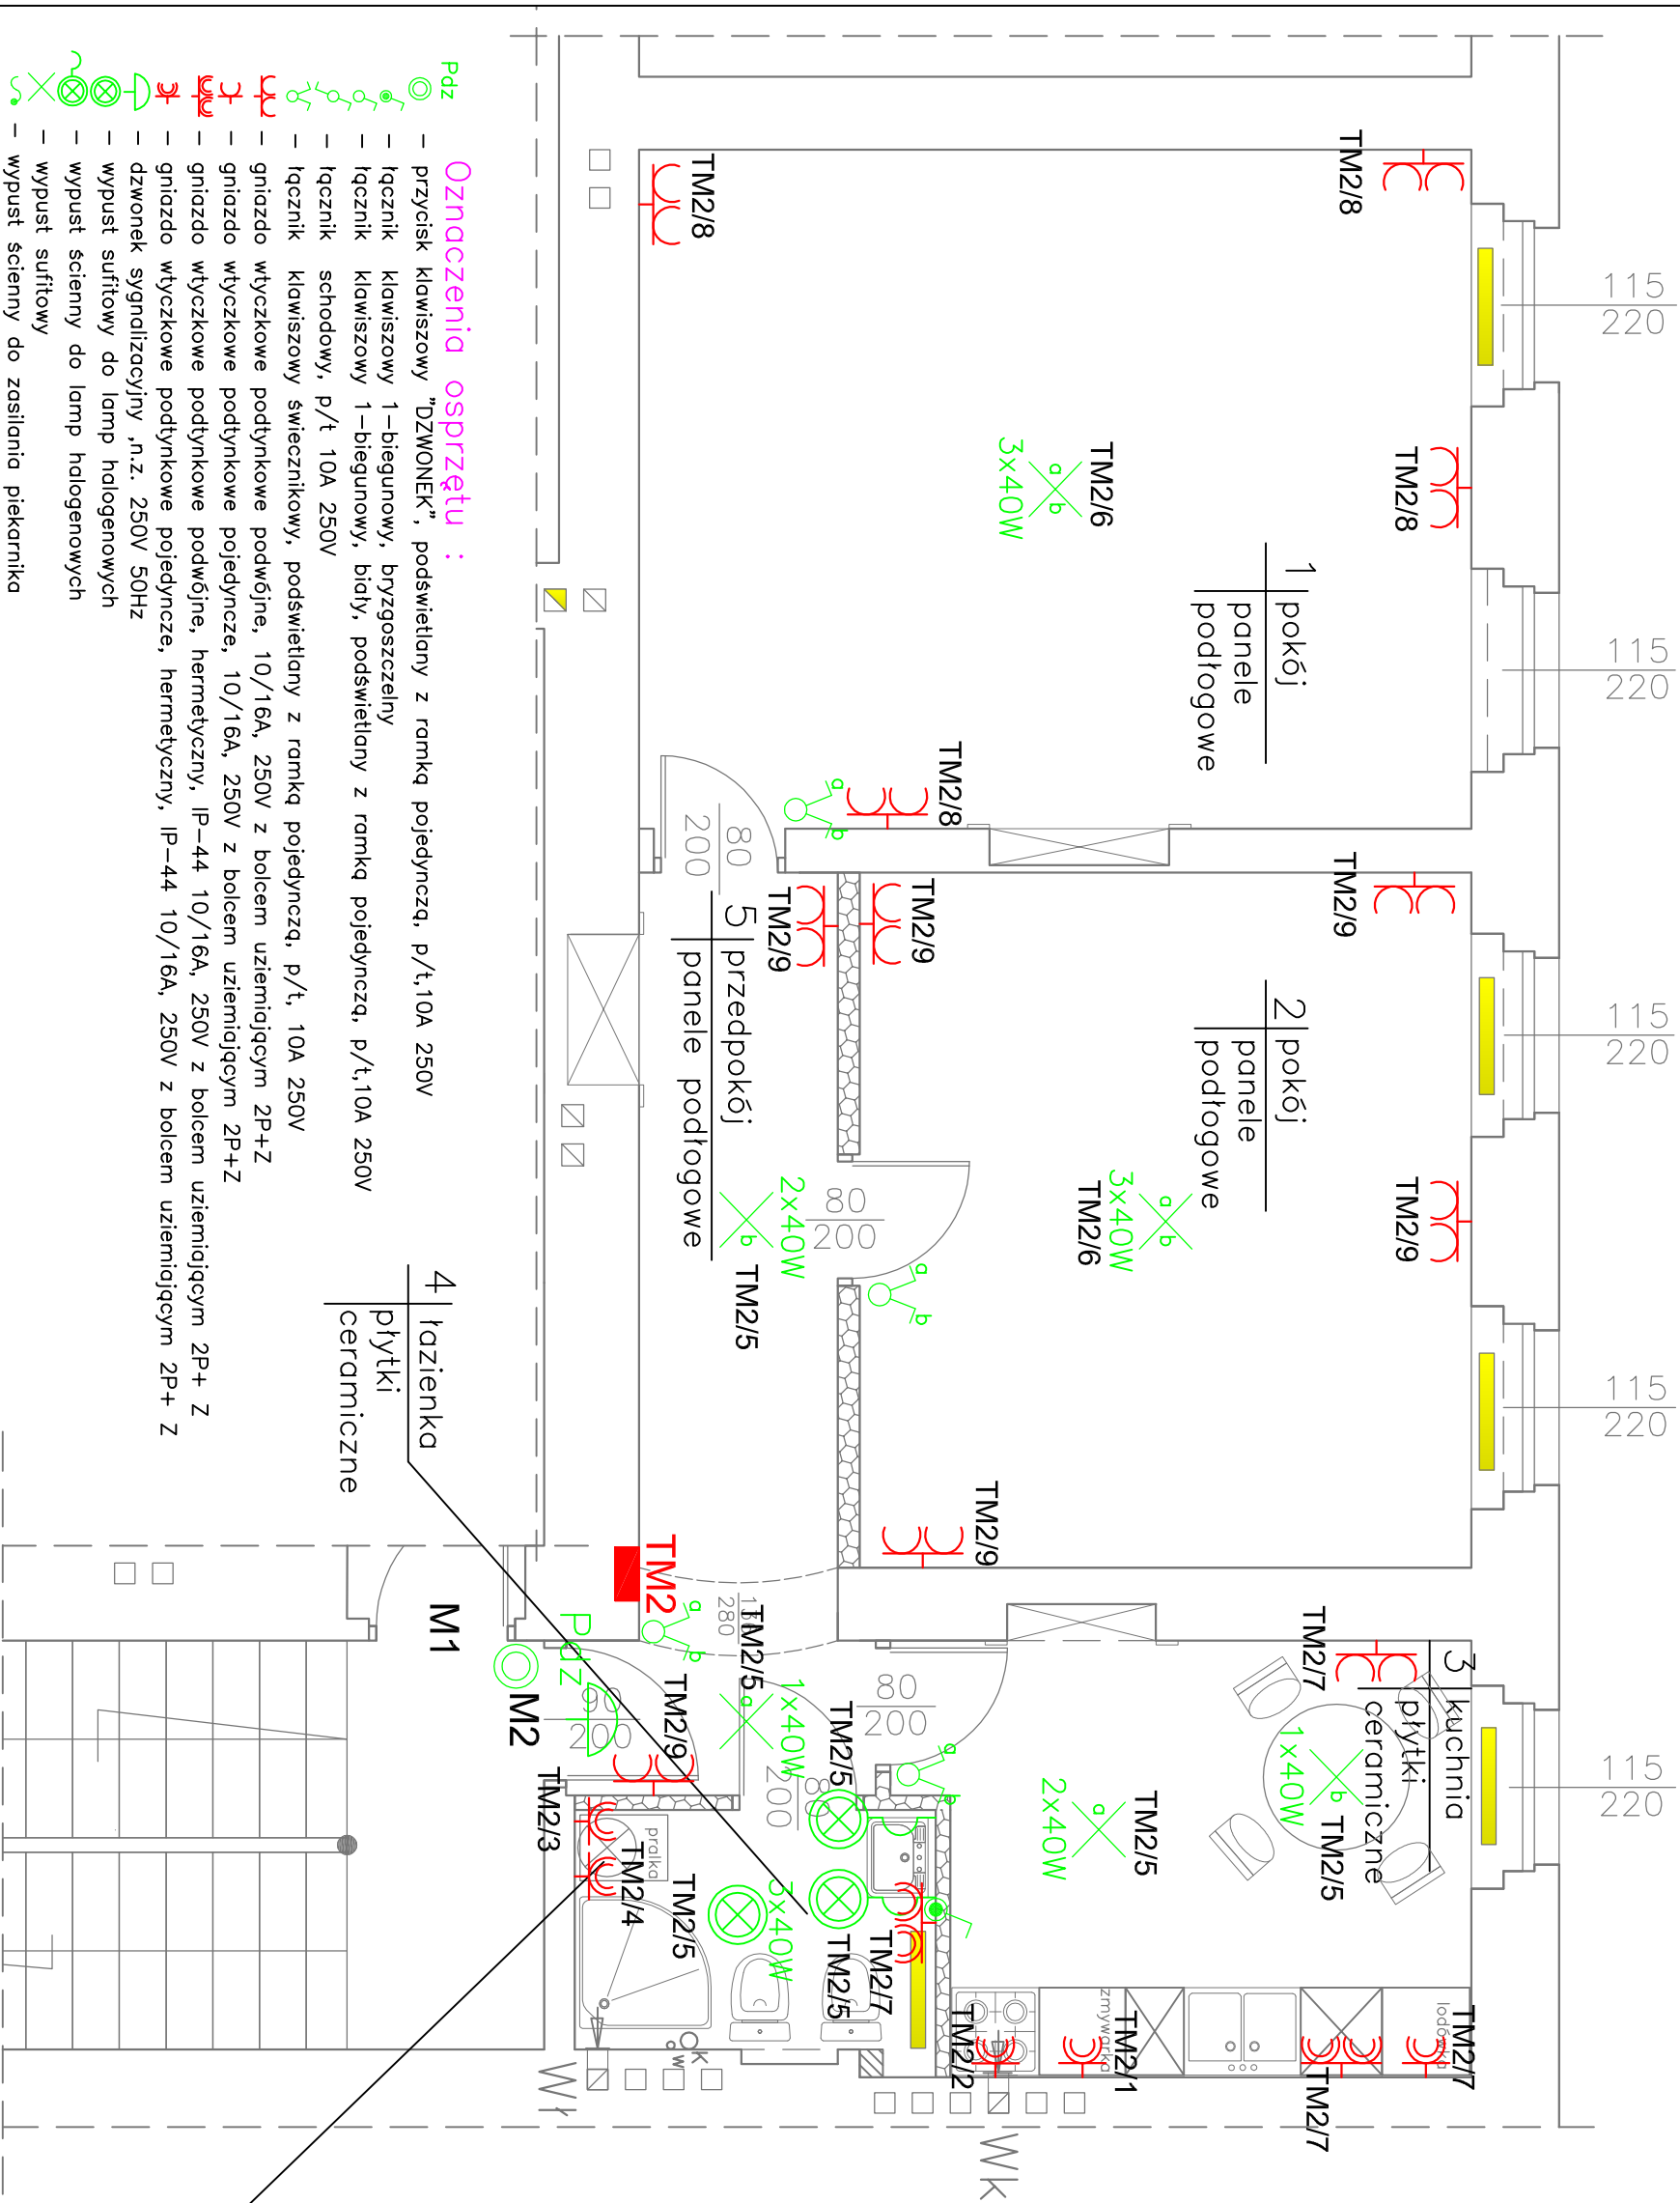 115
220
115
220
115
220
115
220
115
220
TM2/8
TM2/8
TM2/9
TM2/9
TM2/7
3 kuchnia
płytki
ceramiczne
1x40W
b
TM2/5
TM2/7
TM2/7
1 pokój
panele
podłogowe
2 pokój
panele
podłogowe
TM2/6
a
b
3x40W
3x40W
a
b
TM2/6
TM2/5
a
2x40W
zmywarka
TM2/1
TM2/2
Wk
TM2/8
TM2/8
a
b
TM2/9
TM2/9
TM2/9
a
b
a
b
80
200
80
200
80
200
5 przedpokój
panele podłogowe
2x40W
b
TM2/5
TM2
a
b
280
TM2/5
1x40W
a
TM2/5
80
200
3x40W
TM2/5
TM2/7
TM2/5
TM2/9
90
200
Pdz
TM2/3
TM2/4
pralka
M2
M1
4 łazienka
płytki
ceramiczne
Oznaczenia osprzętu :
Pdz – przycisk klawiszowy "DZWONEK", podświetlany z ramką pojedynczą, p/t,10A 250V
– łącznik klawiszowy 1–biegunowy, bryzgoszczelny
– łącznik klawiszowy 1–biegunowy, biały, podświetlany z ramką pojedynczą, p/t,10A 250V
– łącznik schodowy, p/t 10A 250V
– łącznik klawiszowy świecznikowy, podświetlany z ramką pojedynczą, p/t, 10A 250V
– gniazdo wtyczkowe podtynkowe podwójne, 10/16A, 250V z bolcem uziemiającym 2P+Z
– gniazdo wtyczkowe podtynkowe pojedyncze, 10/16A, 250V z bolcem uziemiającym 2P+Z
– gniazdo wtyczkowe podtynkowe podwójne, hermetyczny, IP–44 10/16A, 250V z bolcem uziemiającym 2P+ Z
– gniazdo wtyczkowe podtynkowe pojedyncze, hermetyczny, IP–44 10/16A, 250V z bolcem uziemiającym 2P+ Z
– dzwonek sygnalizacyjny ,n.z. 250V 50Hz
– wypust sufitowy do lamp halogenowych
– wypust ścienny do lamp halogenowych
– wypust sufitowy
– wypust ścienny do zasilania piekarnika